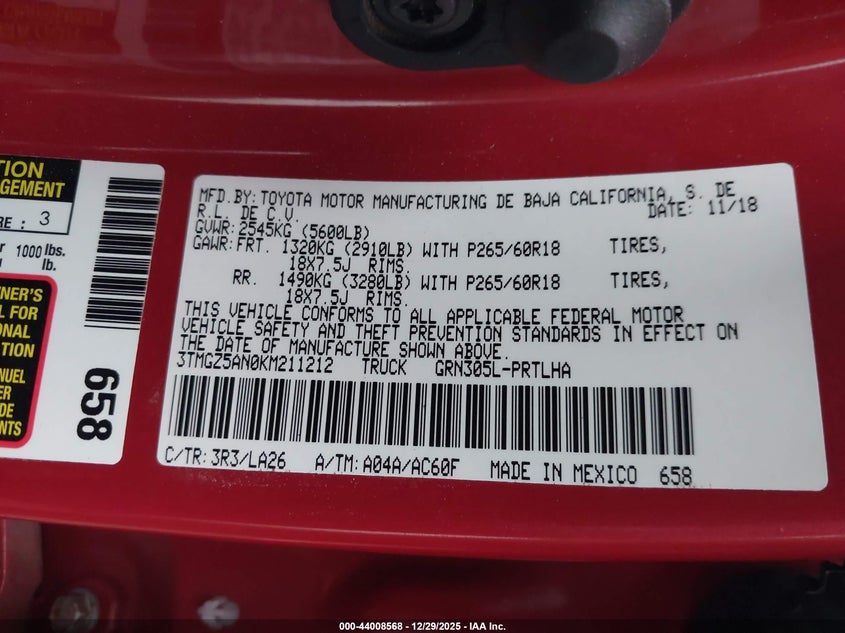 TION
GEMENT
RE : 3
r 1000 lbs.
l lb.
NER'S
L FOR
ONAL
TION
NUEL
ER
DE
NTS
658
MFD.BY:TOYOTA MOTOR MANUFACTURING DE BAJA CALIFORNIA, S. DE
R.L. DE C.V. DATE: 11/18
GVWR:2545KG (5600LB)
GAWR:FRT. 1320KG (2910LB) WITH P265/60R18 TIRES,
18X7.5J RIMS.
RR. 1490KG (3280LB) WITH P265/60R18 TIRES,
18X7.5J RIMS.
THIS VEHICLE CONFORMS TO ALL APPLICABLE FEDERAL MOTOR
VEHICLE SAFETY AND THEFT PREVENTION STANDARDS IN EFFECT ON
THE DATE OF MANUFACTURE SHOWN ABOVE.
3TMGZ5AN0KM211212 TRUCK GRN305L-PRTLHA
C/TR:3R3/LA26 A/TM:A04A/AC60F MADE IN MEXICO 658
000-44008568 - 12/29/2025 - IAA Inc.